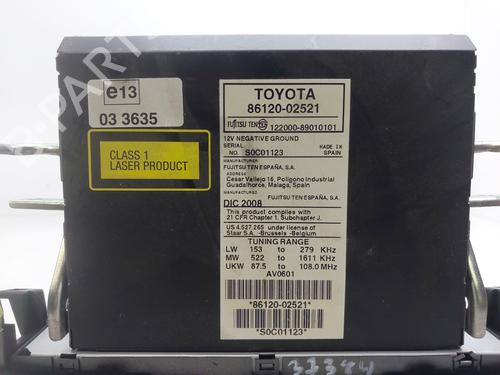 e13
03 3635
CLASS 1
LASER PRODUCT
TOYOTA
86120-02521
FUJITSU TEN 122000-89010101
12V NEGATIVE GROUND
SERIAL
NO. S0C01123
MADE IN
SPAIN
MANUFACTURER
FUJITSU TEN ESPAÑA, S.A.
ADDRESS
Cesar Vallejo 16, Poligono Industrial
Guadalhorce, Malaga, Spain
MANUFACTURED
FUJITSU TEN ESPAÑA, S.A.
DIC 2008
This product complies with
21 CFR Chapter 1. Subchapter J.
US 4.527.265 under license of
Staar S.A. -Brussels -Belgium
TUNING RANGE
LW 153 to 279 KHz
MW 522 to 1611 KHz
UKW 87.5 to 108.0 MHz
AV0601
*86120-02521*
*S0C01123*